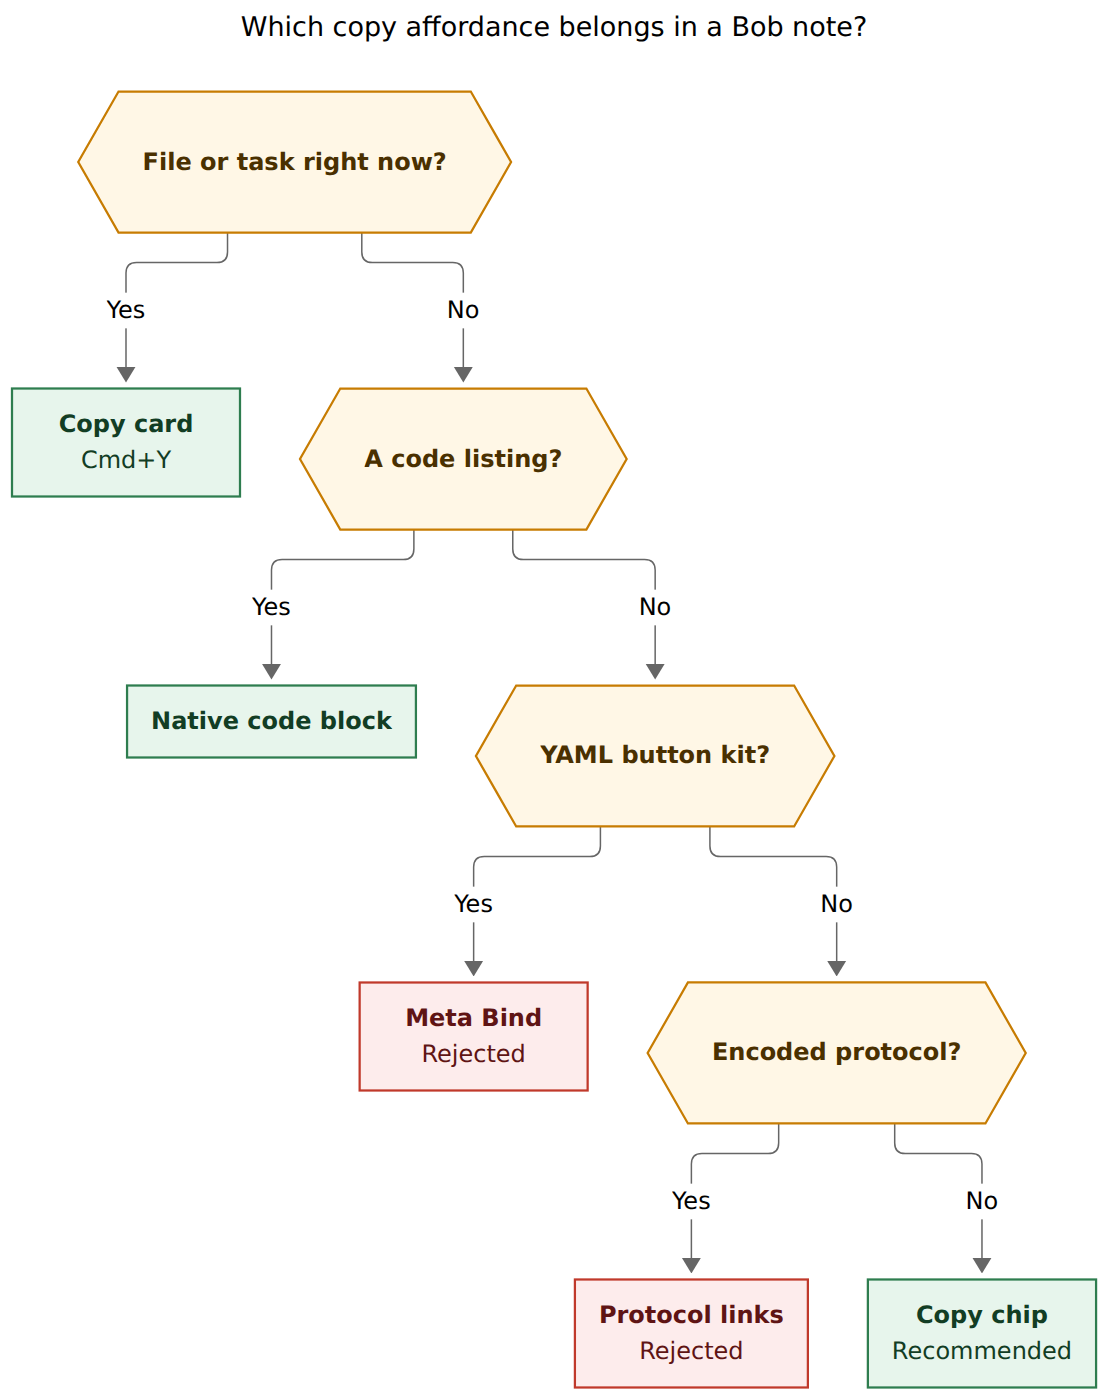 Which copy affordance belongs in a Bob note?
File or task right now?
Yes
No
Copy card
Cmd+Y
A code listing?
Yes
No
Native code block
YAML button kit?
Yes
No
Meta Bind
Rejected
Encoded protocol?
Yes
No
Protocol links
Rejected
Copy chip
Recommended